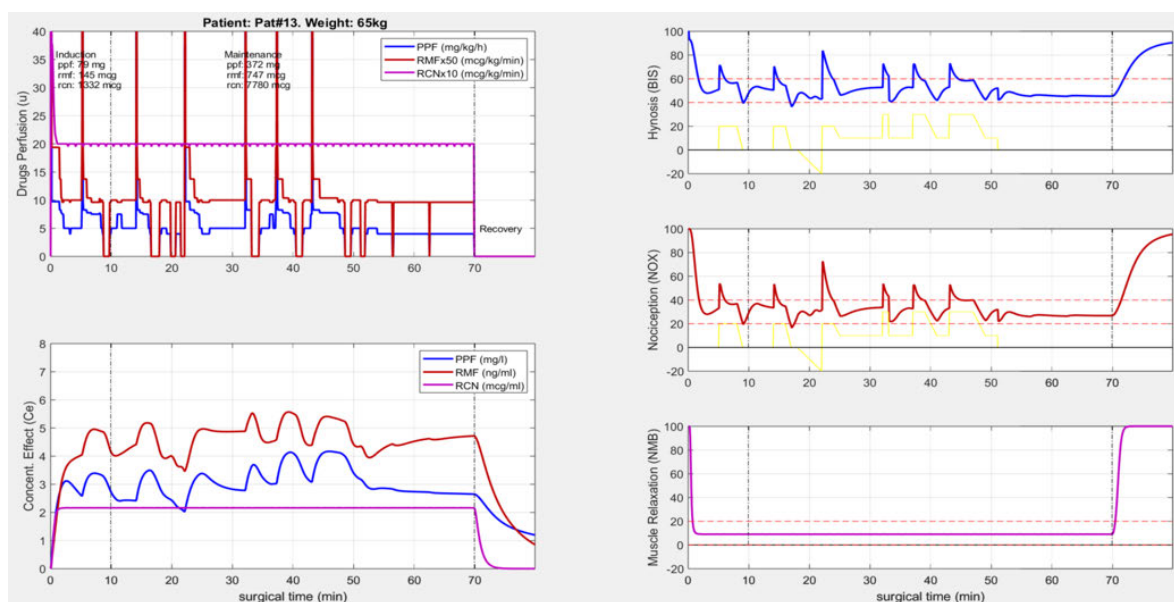 Patient: Pat#13. Weight: 65kg
Induction
ppf: 79 mg
rmf: 145 mcg
rcn: 1332 mcg
Maintenance
ppf: 372 mg
rmf: 747 mcg
rcn: 7780 mcg
PPF (mg/kg/h)
RMFx50 (mcg/kg/min)
RCNx10 (mcg/kg/min)
Recovery
Drugs Perfusion (u)
40
35
30
25
20
15
10
5
0
0 10 20 30 40 50 60 70
PPF (mg/l)
RMF (ng/ml)
RCN (mcg/ml)
Concent. Effect (Ce)
8
7
6
5
4
3
2
1
0
0 10 20 30 40 50 60 70
surgical time (min)
Hynosis (BIS)
100
80
60
40
20
0
-20
0 10 20 30 40 50 60 70
Nociception (NOX)
100
80
60
40
20
0
-20
0 10 20 30 40 50 60 70
Muscle Relaxation (NMB)
100
80
60
40
20
0
-20
0 10 20 30 40 50 60 70
surgical time (min)